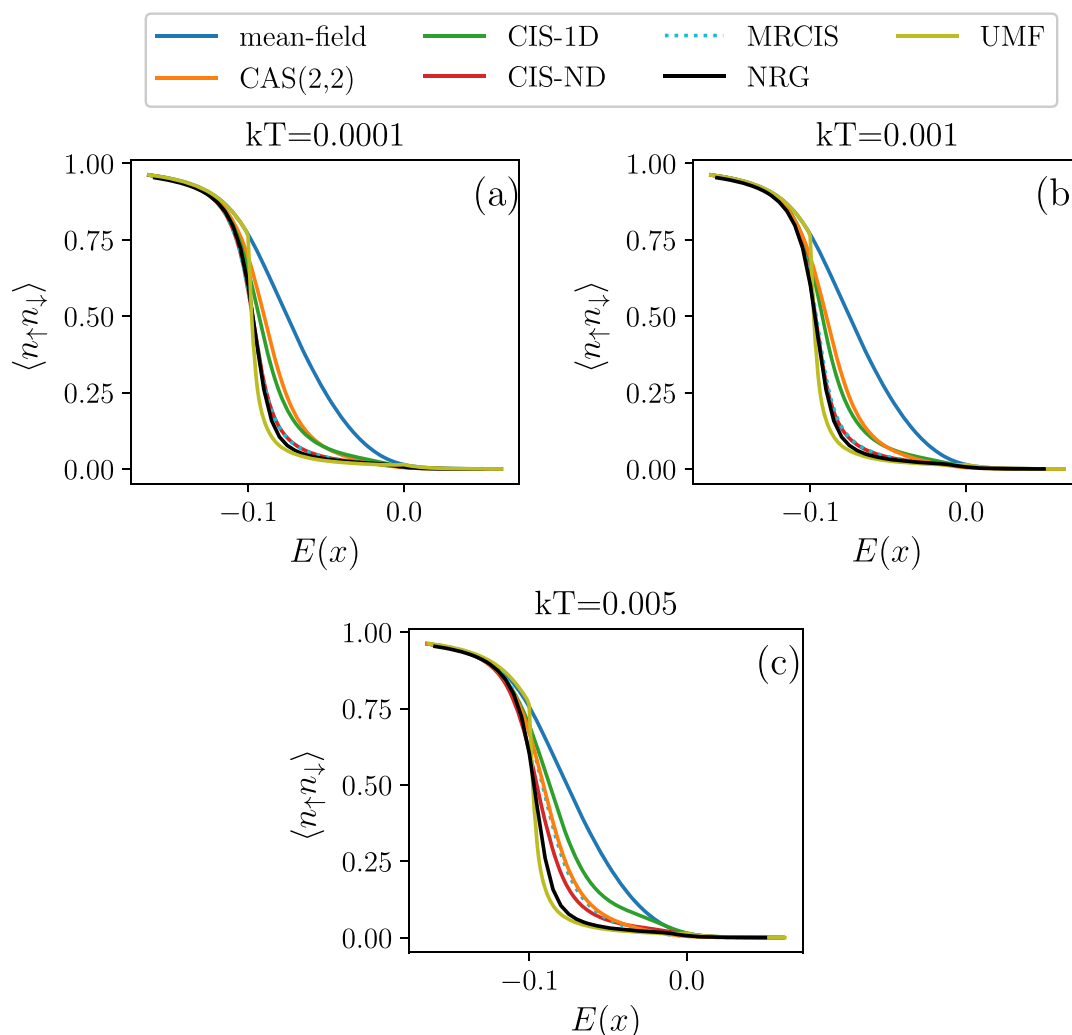 mean-field CIS-1D MRCIS UMF
CAS(2,2) CIS-ND NRG
kT=0.0001 kT=0.001
1.00 (a) 1.00 (b)
0.75 0.75
⟨n↑n↓⟩ 0.50 ⟨n↑n↓⟩ 0.50
0.25 0.25
0.00 0.00
−0.1 0.0 −0.1 0.0
E(x) E(x)
kT=0.005
1.00 (c)
0.75
⟨n↑n↓⟩ 0.50
0.25
0.00
−0.1 0.0
E(x)